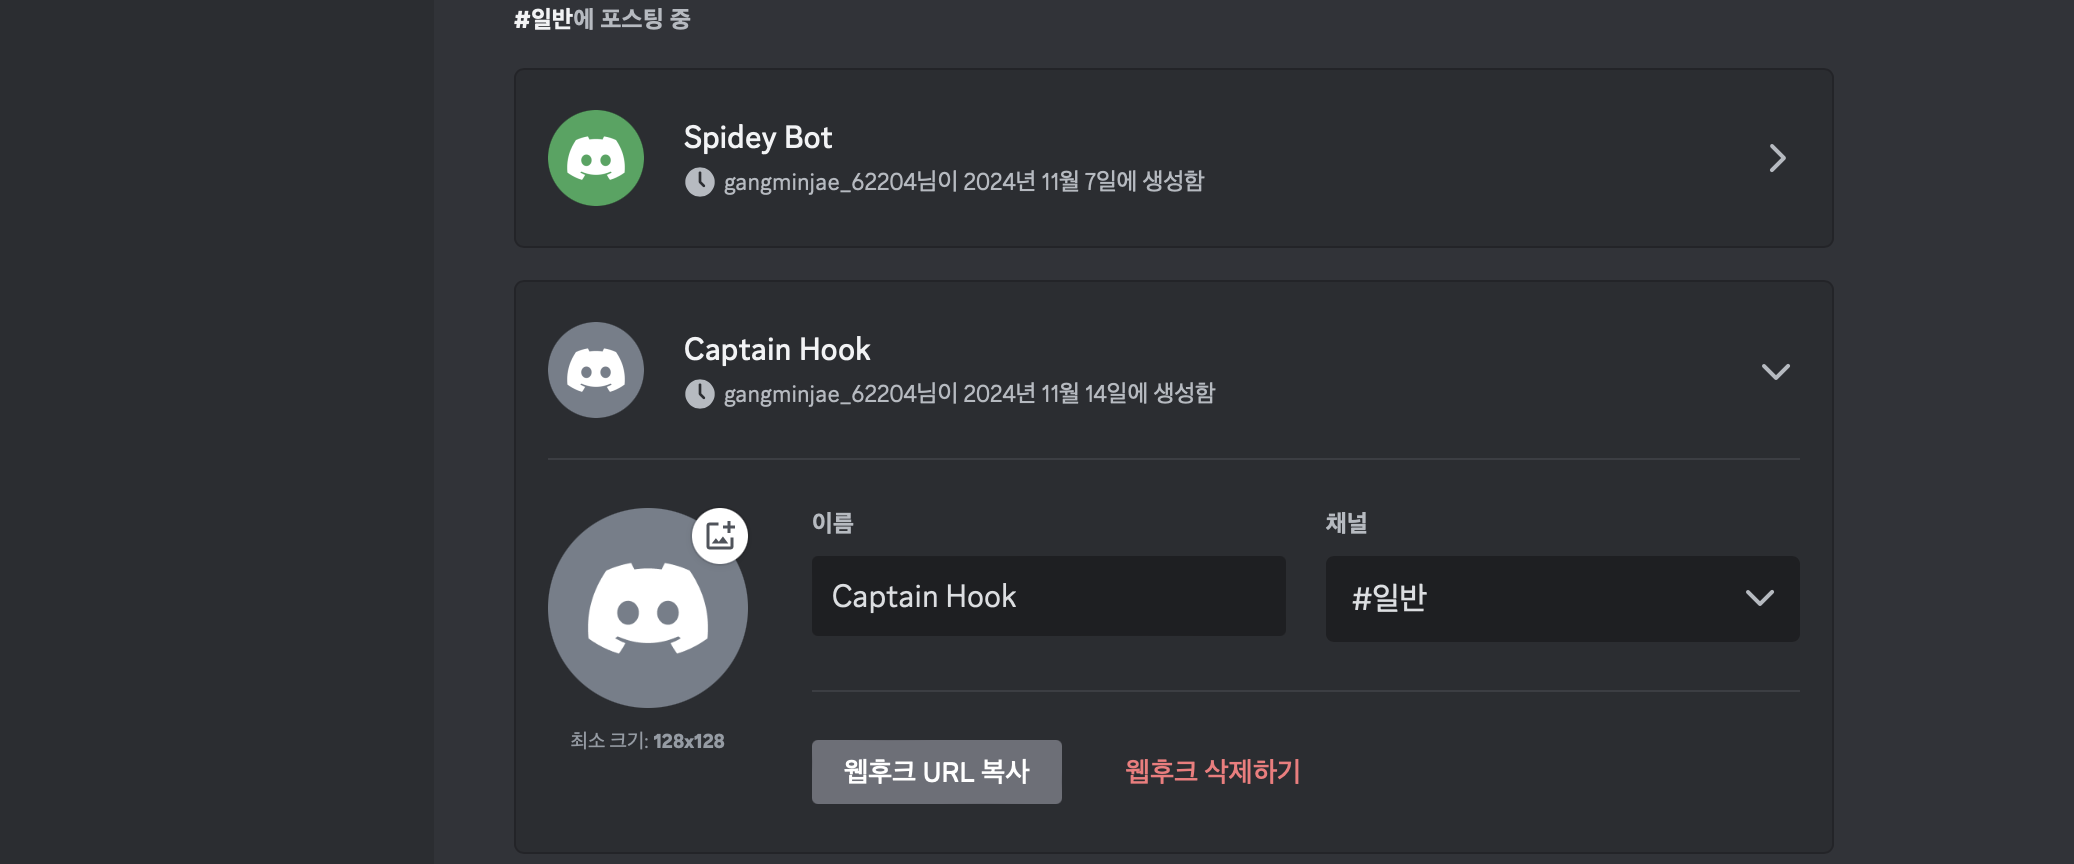 #일반에 포스팅 중
Spidey Bot
gangminjae_62204님이 2024년 11월 7일에 생성함
Captain Hook
gangminjae_62204님이 2024년 11월 14일에 생성함
이름
Captain Hook
채널
#일반
최소 크기: 128x128
웹후크 URL 복사
웹후크 삭제하기